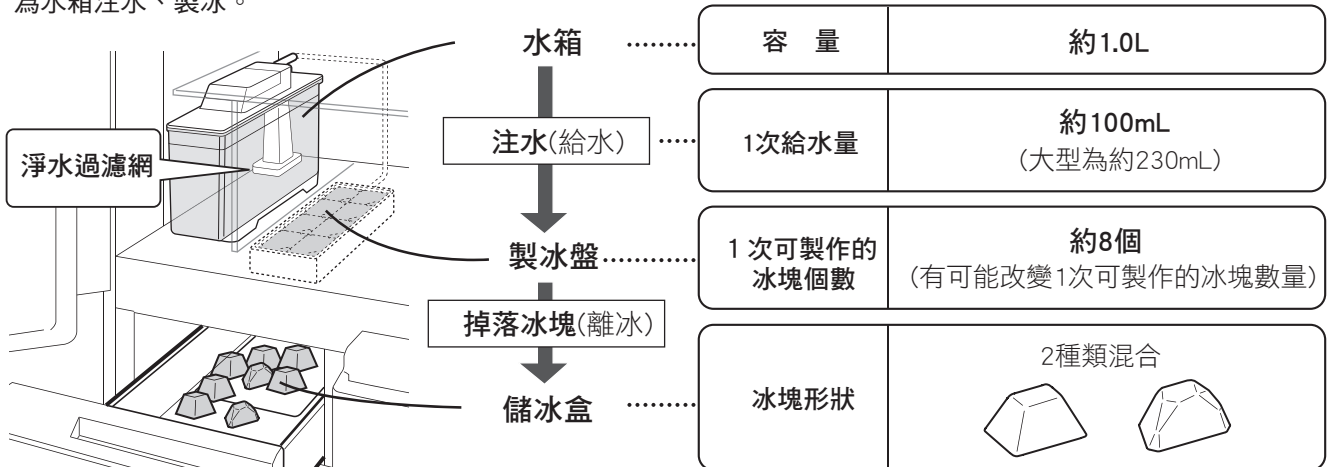 為水箱注水、製冰。
水箱
容 量
約1.0L
淨水過濾網
注水(給水)
1次給水量
約100mL
(大型為約230mL)
製冰盤
1 次可製作的
冰塊個數
約8個
(有可能改變1次可製作的冰塊數量)
掉落冰塊(離冰)
儲冰盒
冰塊形狀
2種類混合